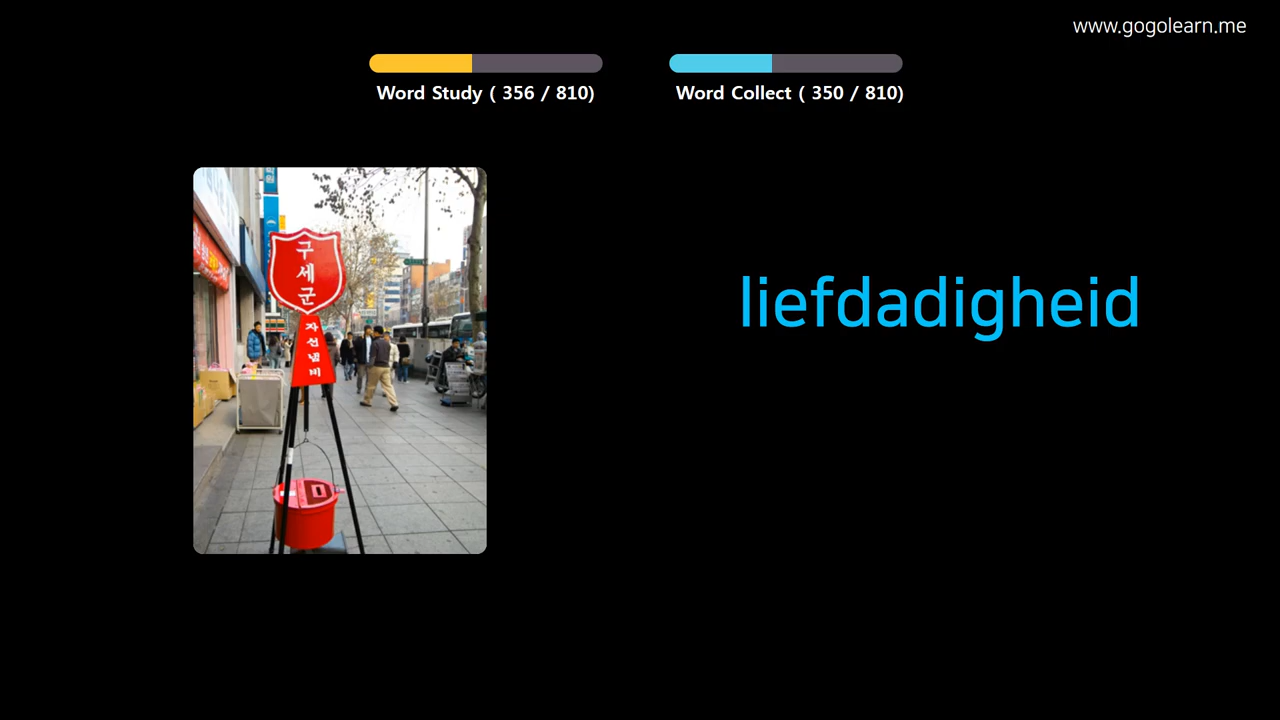 www.gogolearn.me
Word Study ( 356 / 810)
Word Collect ( 350 / 810)
구세군
자선냄비
liefdadigheid